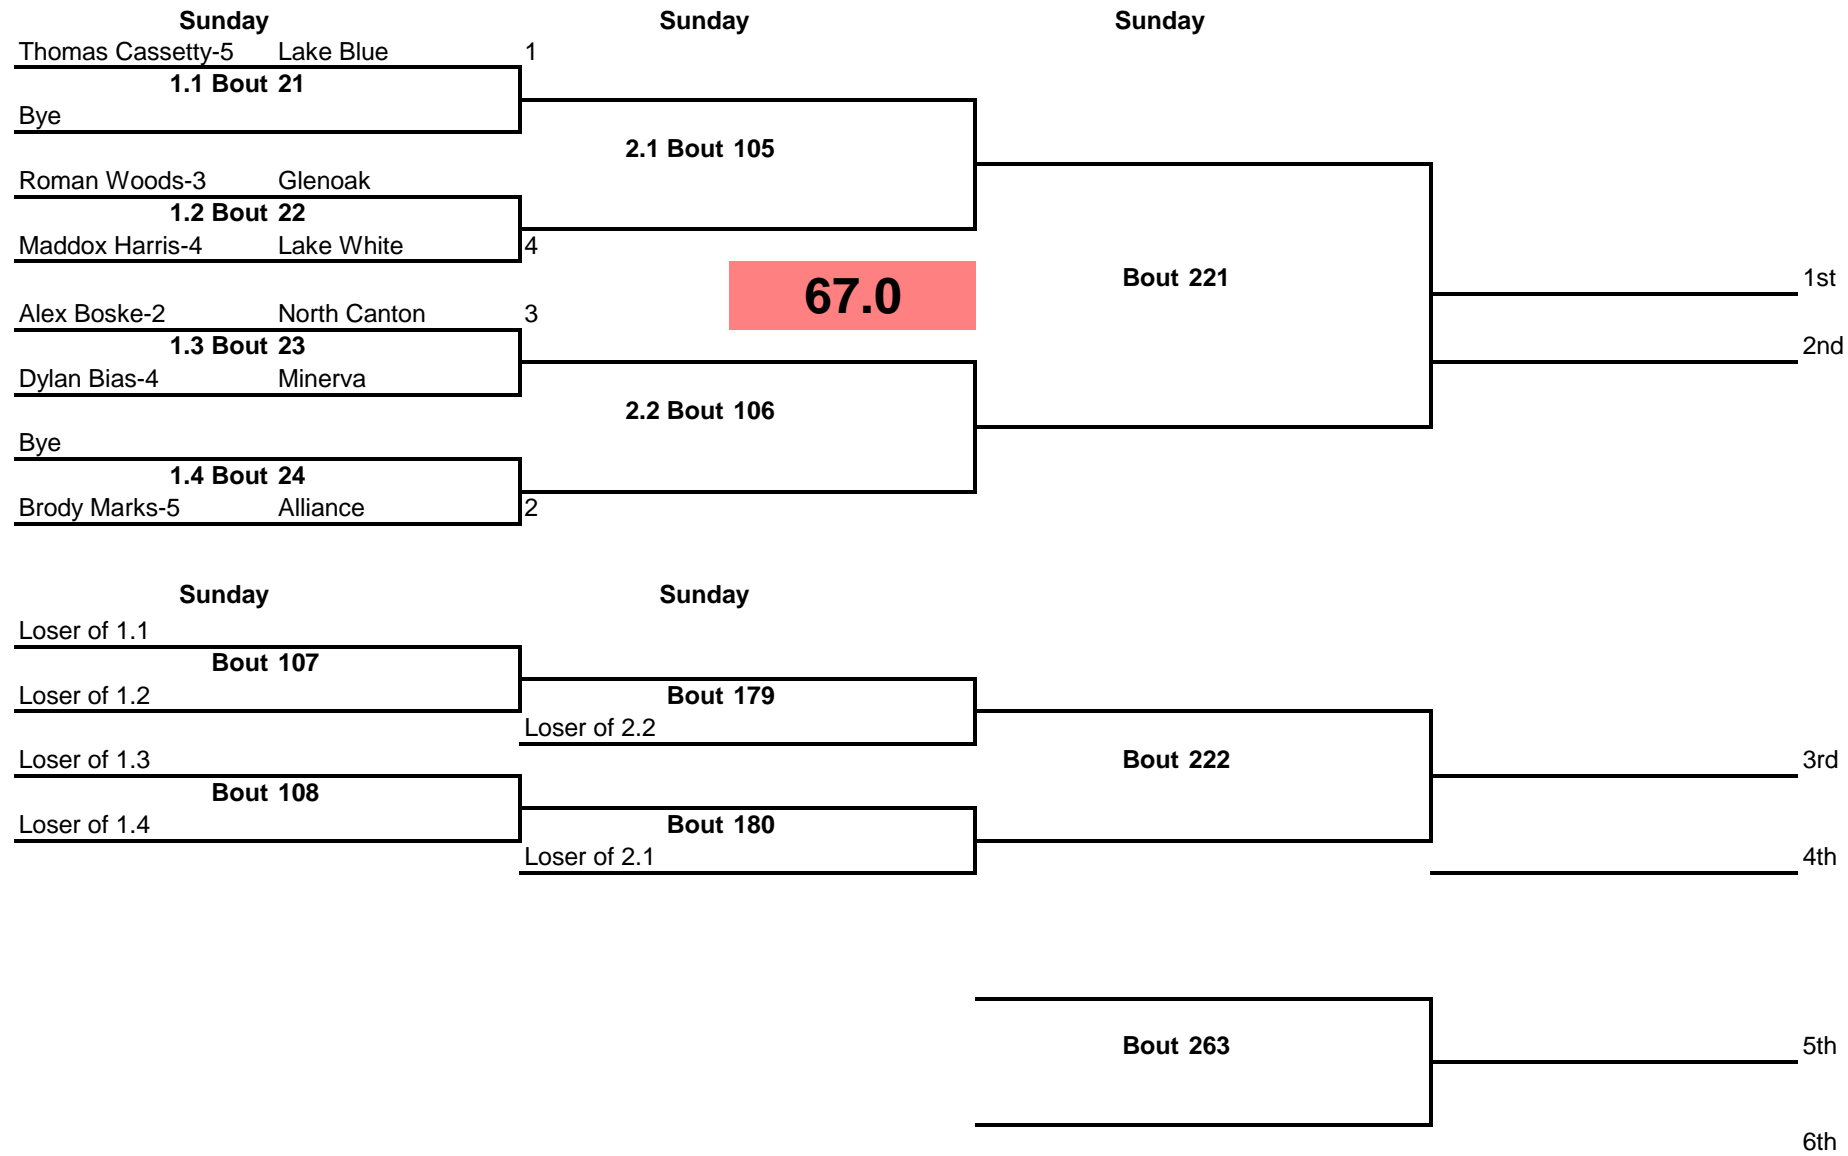 Sunday Sunday Sunday
Thomas Cassetty-5 Lake Blue 1
1.1 Bout 21
Bye
2.1 Bout 105
Roman Woods-3 Glenoak
1.2 Bout 22
Maddox Harris-4 Lake White 4
67.0 Bout 221 1st
Alex Boske-2 North Canton 3
1.3 Bout 23 2nd
Dylan Bias-4 Minerva
2.2 Bout 106
Bye
1.4 Bout 24
Brody Marks-5 Alliance 2
Sunday Sunday
Loser of 1.1
Bout 107
Loser of 1.2 Bout 179
Loser of 2.2
Loser of 1.3 Bout 222 3rd
Bout 108
Loser of 1.4 Bout 180
Loser of 2.1 4th
Bout 263 5th
6th